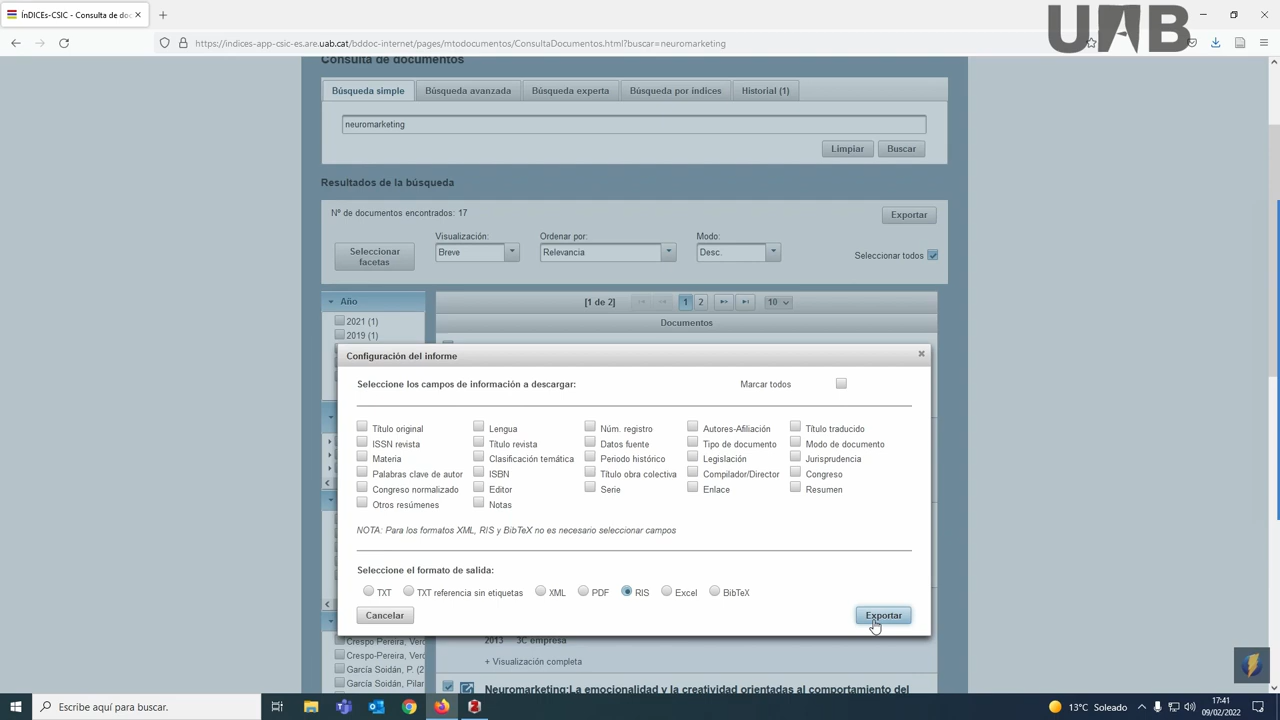 ÍnDICEs-CSIC - Consulta de doc
UAB
https://indices-app-csic-es.are.uab.cat/bddoc-internet/pages/mtodocumentos/ConsultaDocumentos.html?buscar=neuromarketing
Consulta de documentos
Búsqueda simple Búsqueda avanzada Búsqueda experta Búsqueda por índices Historial (1)
neuromarketing
Limpiar Buscar
Resultados de la búsqueda
Nº de documentos encontrados: 17
Exportar
Visualización: Ordenar por: Modo:
Seleccionar facetas
Breve Relevancia Desc.
Seleccionar todos
Año
[1 de 2] 1 2 10
Documentos
2021 (1)
2019 (1)
Configuración del informe
Seleccione los campos de información a descargar: Marcar todos
Título original Lengua Núm. registro Autores-Afiliación Título traducido
ISSN revista Título revista Datos fuente Tipo de documento Modo de documento
Materia Clasificación temática Periodo histórico Legislación Jurisprudencia
Palabras clave de autor ISBN Título obra colectiva Compilador/Director Congreso
Congreso normalizado Editor Serie Enlace Resumen
Otros resúmenes Notas
NOTA: Para los formatos XML, RIS y BibTeX no es necesario seleccionar campos
Seleccione el formato de salida:
TXT TXT referencia sin etiquetas XML PDF RIS Excel BibTeX
Cancelar Exportar
Crespo Pereira, Veró
2013 3C empresa
Crespo-Pereira, Veró
+ Visualización completa
García Soidán, P. (2
García Soidán, Pilar
Neuromarketing:La emocionalidad y la creatividad orientadas al comportamiento del
Escribe aquí para buscar.
13°C Soleado
17:41
09/02/2022